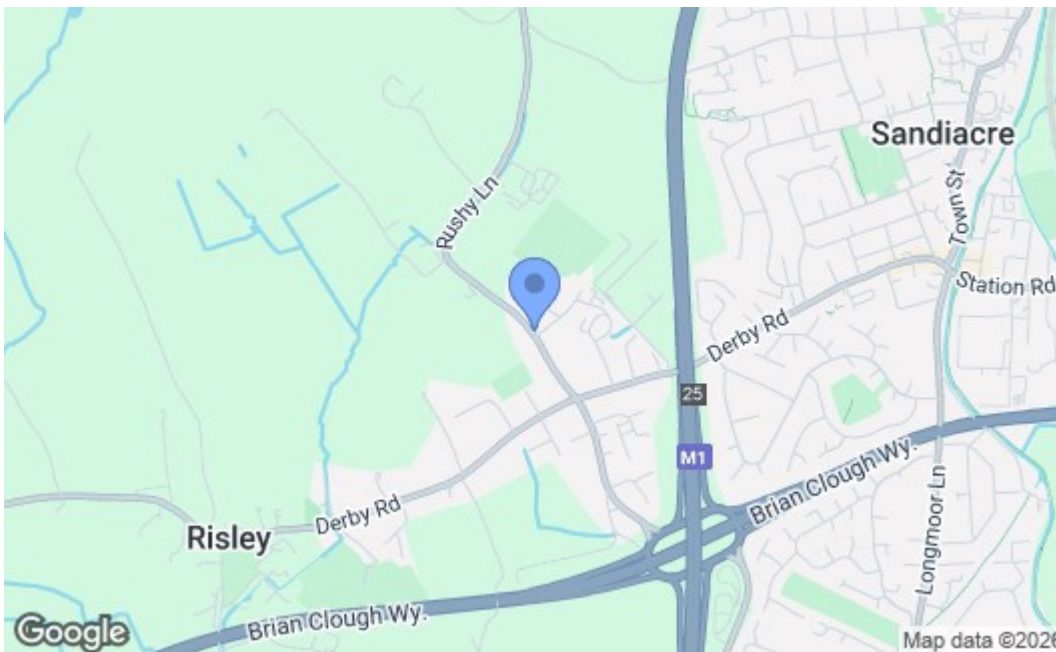 Sandiacre
Rushy Ln
Town St
Station Rd
Derby Rd
25
M1
Brian Clough Wy.
Longmoor Ln
Derby Rd
Risley
Brian Clough Wy.
Google
Map data ©2026